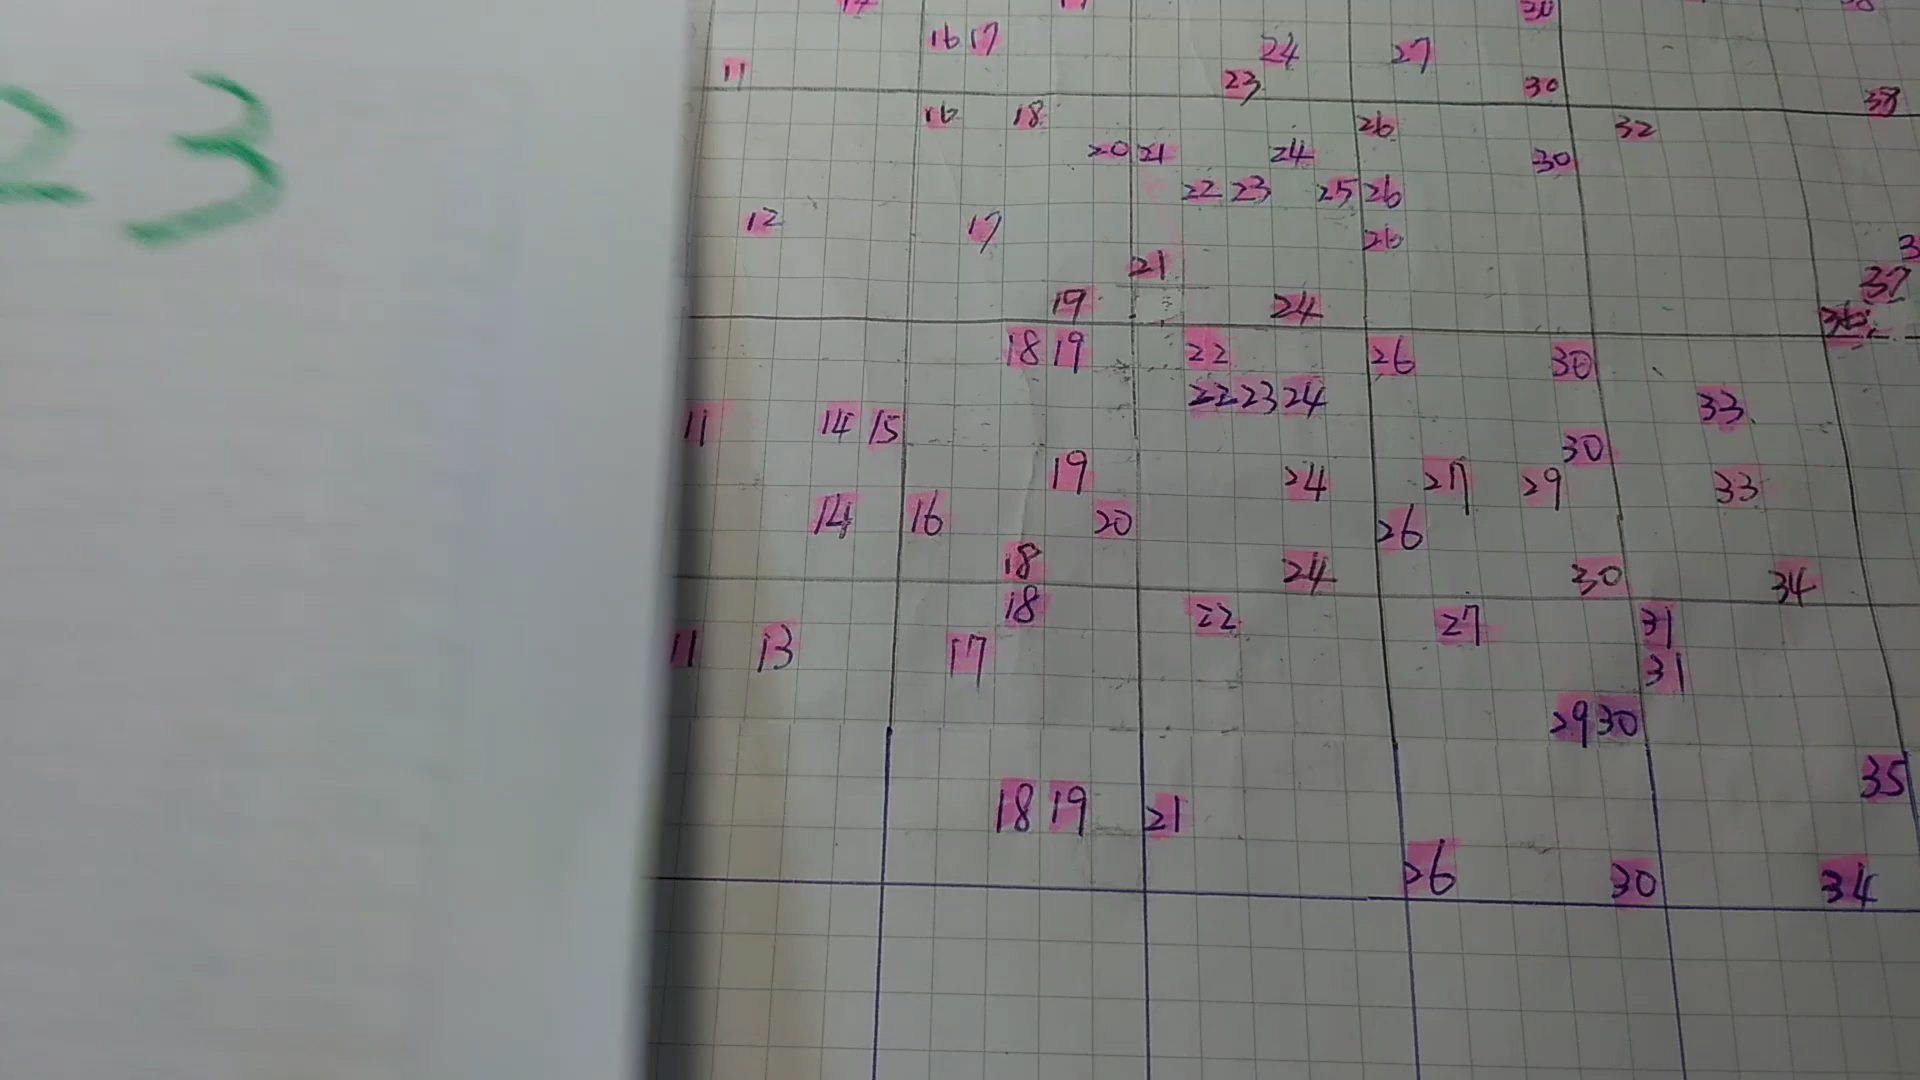 23
16 17 24 27
11 23 30 38
16 18 26 32
20 21 24 30
22 23 25 26
12 17 26
21
37
19 24 36
18 19 22 26 30
22 23 24 33
11 14 15
30
19 24 27 29 33
14 16 20 26
18 24 30 34
18 22 27 31
11 13 17 31
29 30
35
18 19 21
26 30 34